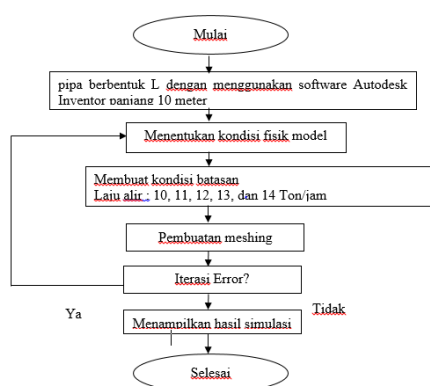 Mulai
pipa berbentuk L dengan menggunakan software Autodesk
Inventor panjang 10 meter
Menentukan kondisi fisik model
Membuat kondisi batasan
Laju alir : 10, 11, 12, 13, dan 14 Ton/jam
Pembuatan meshing
Iterasi Error?
Ya
Tidak
Menampilkan hasil simulasi
Selesai